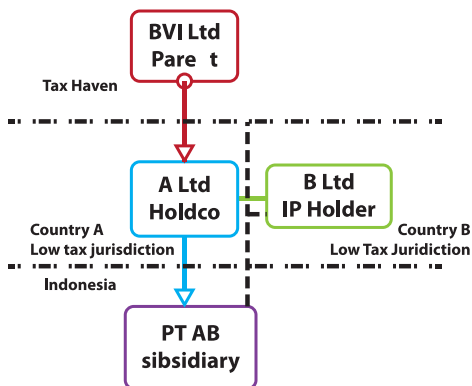 BVI Ltd
Pare t
Tax Haven
A Ltd
Holdco
B Ltd
IP Holder
Country A
Low tax jurisdiction
Country B
Low Tax Juridiction
Indonesia
PT AB
sibsidiary